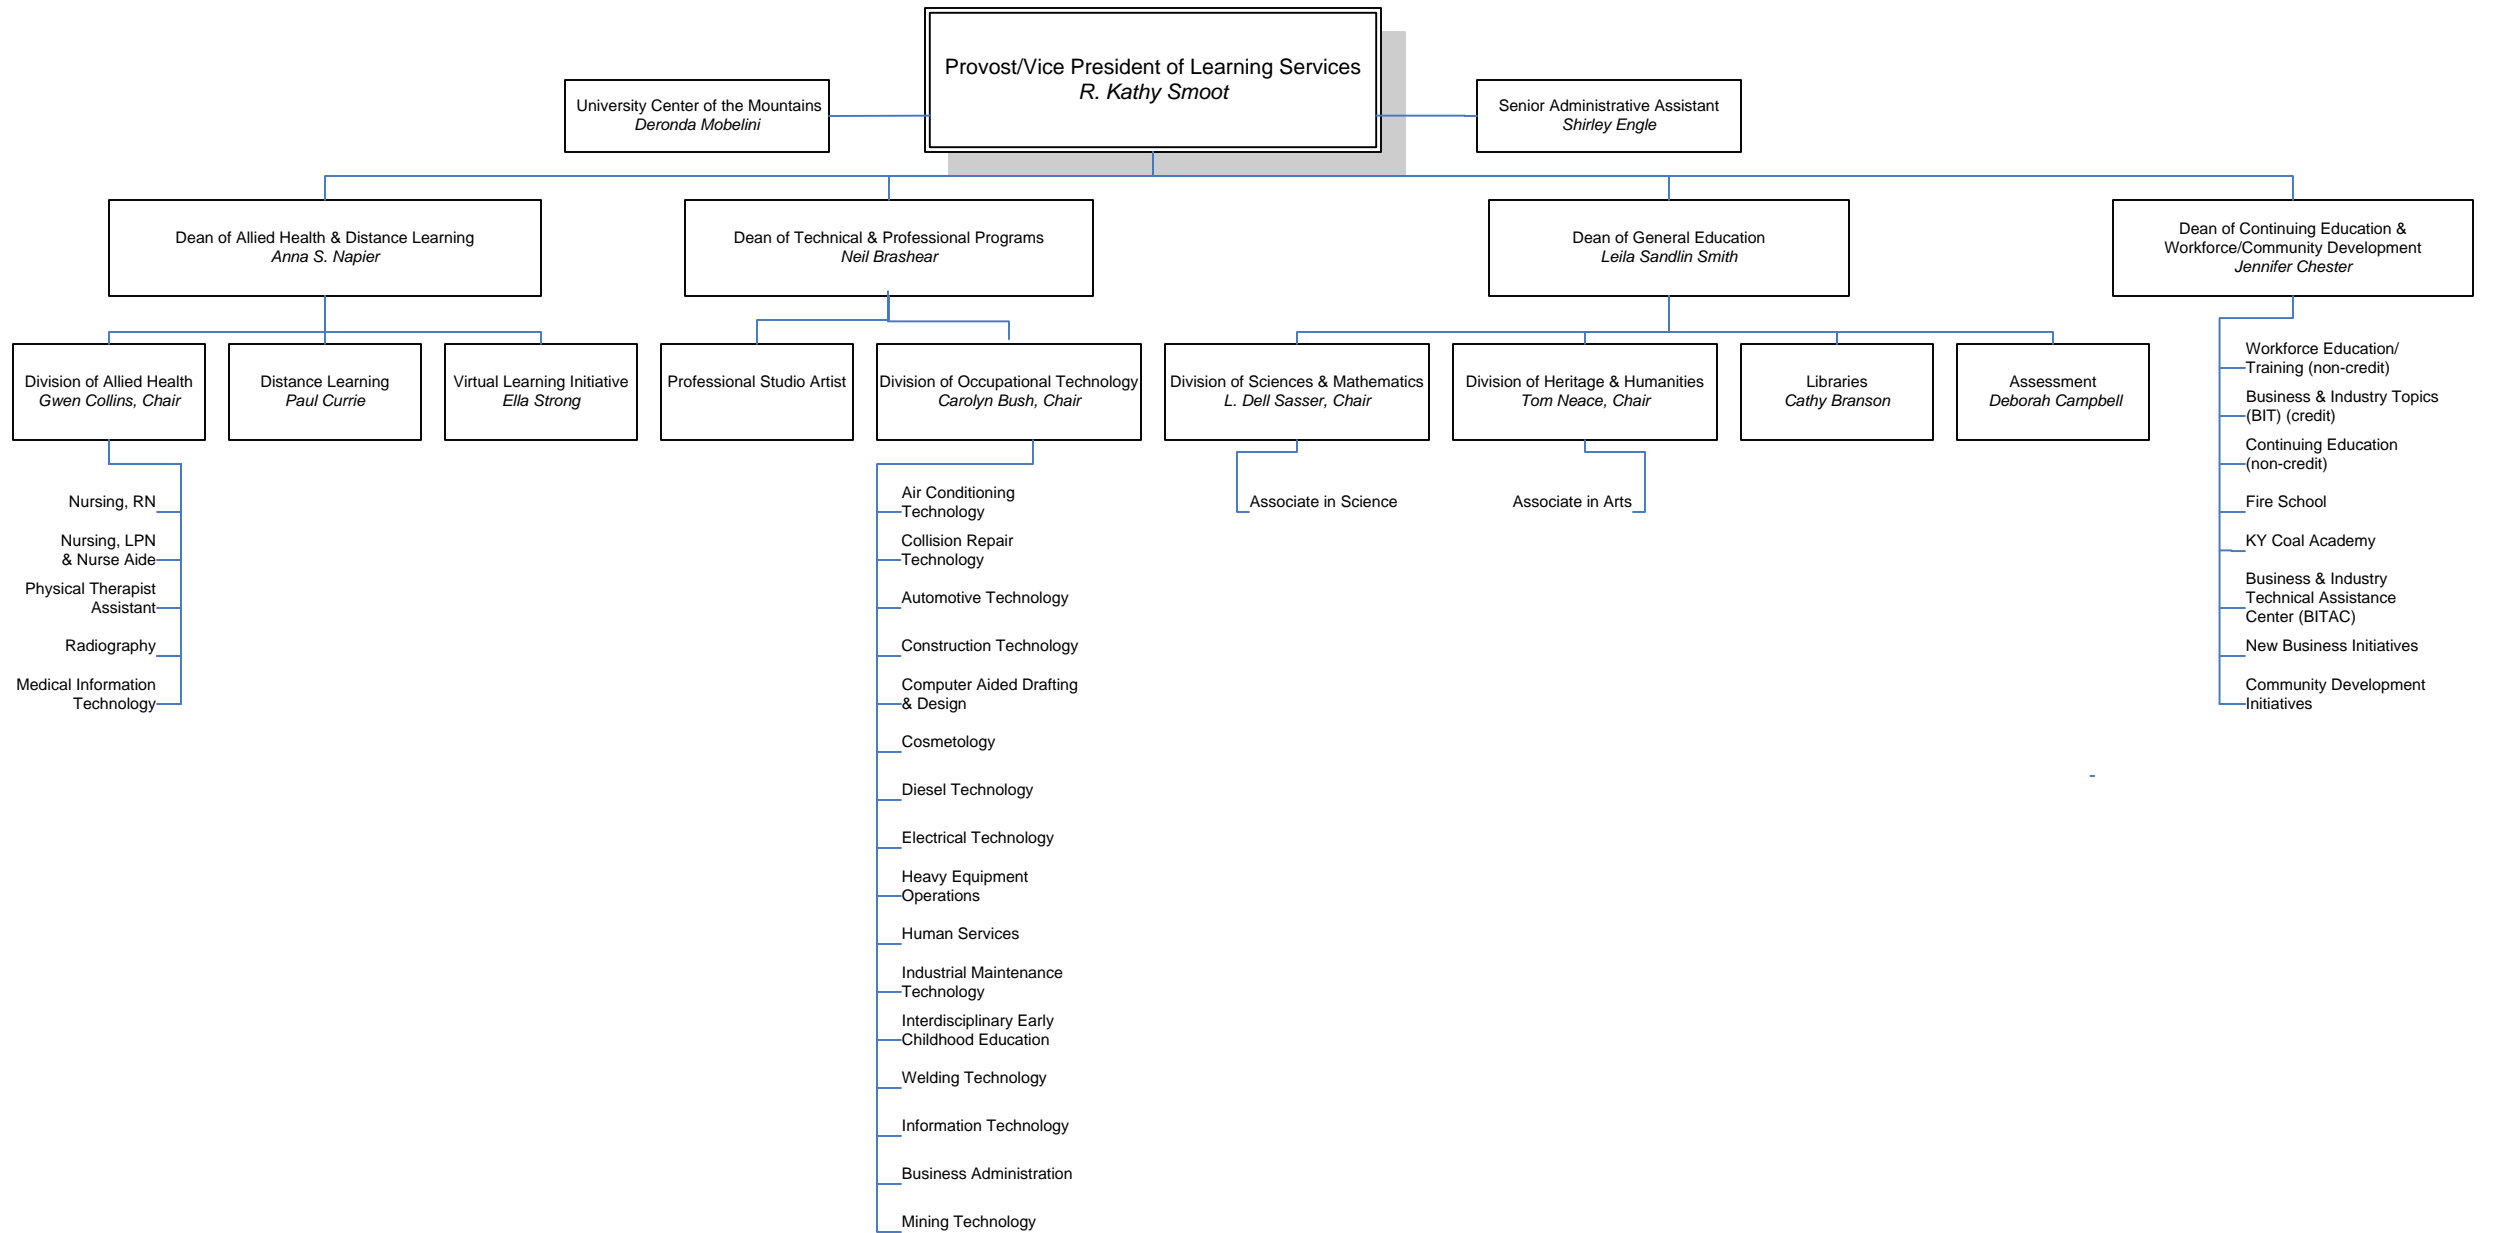 Provost/Vice President of Learning Services
R. Kathy Smoot
University Center of the Mountains
Deronda Mobelini
Senior Administrative Assistant
Shirley Engle
Dean of Allied Health & Distance Learning
Anna S. Napier
Dean of Technical & Professional Programs
Neil Brashear
Dean of General Education
Leila Sandlin Smith
Dean of Continuing Education &
Workforce/Community Development
Jennifer Chester
Division of Allied Health
Gwen Collins, Chair
Distance Learning
Paul Currie
Virtual Learning Initiative
Ella Strong
Professional Studio Artist
Division of Occupational Technology
Carolyn Bush, Chair
Division of Sciences & Mathematics
L. Dell Sasser, Chair
Division of Heritage & Humanities
Tom Neace, Chair
Libraries
Cathy Branson
Assessment
Deborah Campbell
Nursing, RN
Nursing, LPN
& Nurse Aide
Physical Therapist
Assistant
Radiography
Medical Information
Technology
Air Conditioning
Technology
Collision Repair
Technology
Automotive Technology
Construction Technology
Computer Aided Drafting
& Design
Cosmetology
Diesel Technology
Electrical Technology
Heavy Equipment
Operations
Human Services
Industrial Maintenance
Technology
Interdisciplinary Early
Childhood Education
Welding Technology
Information Technology
Business Administration
Mining Technology
Associate in Science
Associate in Arts
Workforce Education/
Training (non-credit)
Business & Industry Topics
(BIT) (credit)
Continuing Education
(non-credit)
Fire School
KY Coal Academy
Business & Industry
Technical Assistance
Center (BITAC)
New Business Initiatives
Community Development
Initiatives